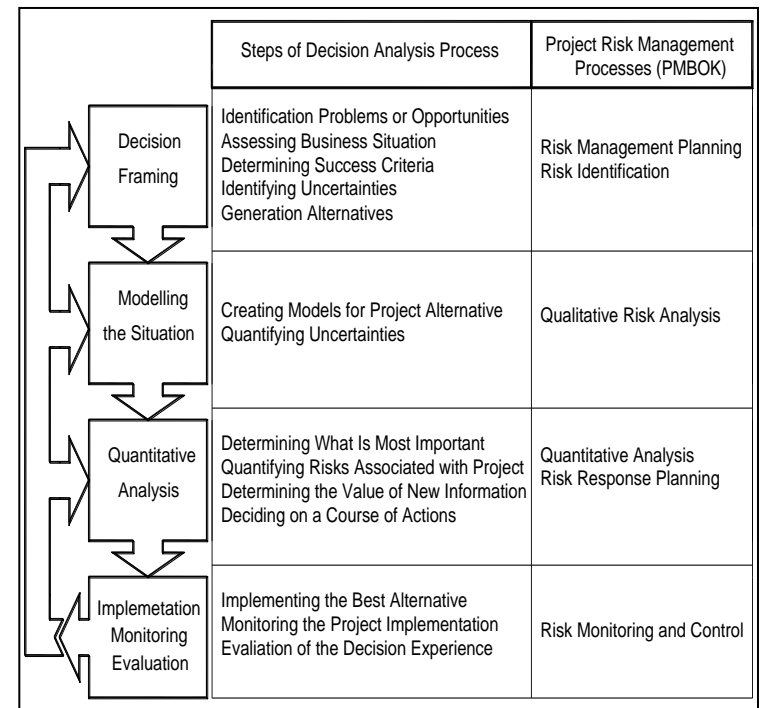 Steps of Decision Analysis Process
Project Risk Management
Processes (PMBOK)
Decision
Framing
Identification Problems or Opportunities
Assessing Business Situation
Determining Success Criteria
Identifying Uncertainties
Generation Alternatives
Risk Management Planning
Risk Identification
Modelling
the Situation
Creating Models for Project Alternative
Quantifying Uncertainties
Qualitative Risk Analysis
Quantitative
Analysis
Determining What Is Most Important
Quantifying Risks Associated with Project
Determining the Value of New Information
Deciding on a Course of Actions
Quantitative Analysis
Risk Response Planning
Implemetation
Monitoring
Evaluation
Implementing the Best Alternative
Monitoring the Project Implementation
Evaliation of the Decision Experience
Risk Monitoring and Control